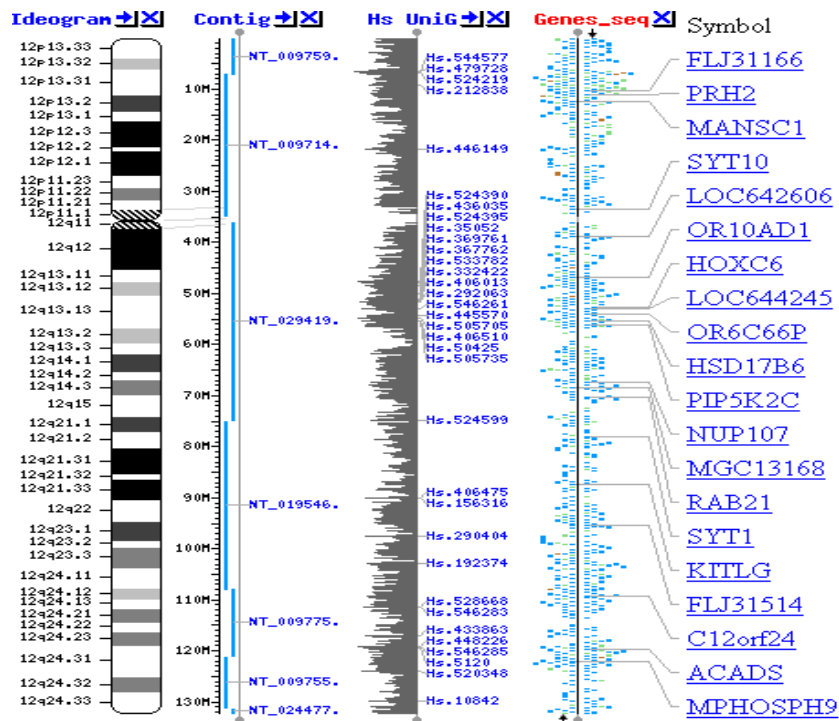 Ideogram Contig Hs UniG Genes_seq Symbol
12p13.33
12p13.32
12p13.31
12p13.2
12p13.1
12p12.3
12p12.2
12p12.1
12p11.23
12p11.22
12p11.21
12p11.1
12q11
12q12
12q13.11
12q13.12
12q13.13
12q13.2
12q13.3
12q14.1
12q14.2
12q14.3
12q15
12q21.1
12q21.2
12q21.31
12q21.32
12q21.33
12q22
12q23.1
12q23.2
12q23.3
12q24.11
12q24.12
12q24.13
12q24.21
12q24.22
12q24.23
12q24.31
12q24.32
12q24.33
10M
20M
30M
40M
50M
60M
70M
80M
90M
100M
110M
120M
130M
NT_009759.
NT_009714.
NT_029419.
NT_019546.
NT_009775.
NT_009755.
NT_024477.
Hs.544577
Hs.479728
Hs.524219
Hs.212838
Hs.446149
Hs.524390
Hs.436035
Hs.524395
Hs.35052
Hs.369761
Hs.367762
Hs.533782
Hs.332422
Hs.406013
Hs.292063
Hs.546261
Hs.445570
Hs.505705
Hs.406510
Hs.50425
Hs.505735
Hs.524599
Hs.406475
Hs.156316
Hs.290404
Hs.192374
Hs.528668
Hs.546283
Hs.433863
Hs.448226
Hs.546285
Hs.5120
Hs.520348
Hs.10842
FLJ31166
PRH2
MANSC1
SYT10
LOC642606
OR10AD1
HOXC6
LOC644245
OR6C66P
HSD17B6
PIP5K2C
NUP107
MGC13168
RAB21
SYT1
KITLG
FLJ31514
C12orf24
ACADS
MPHOSPH9